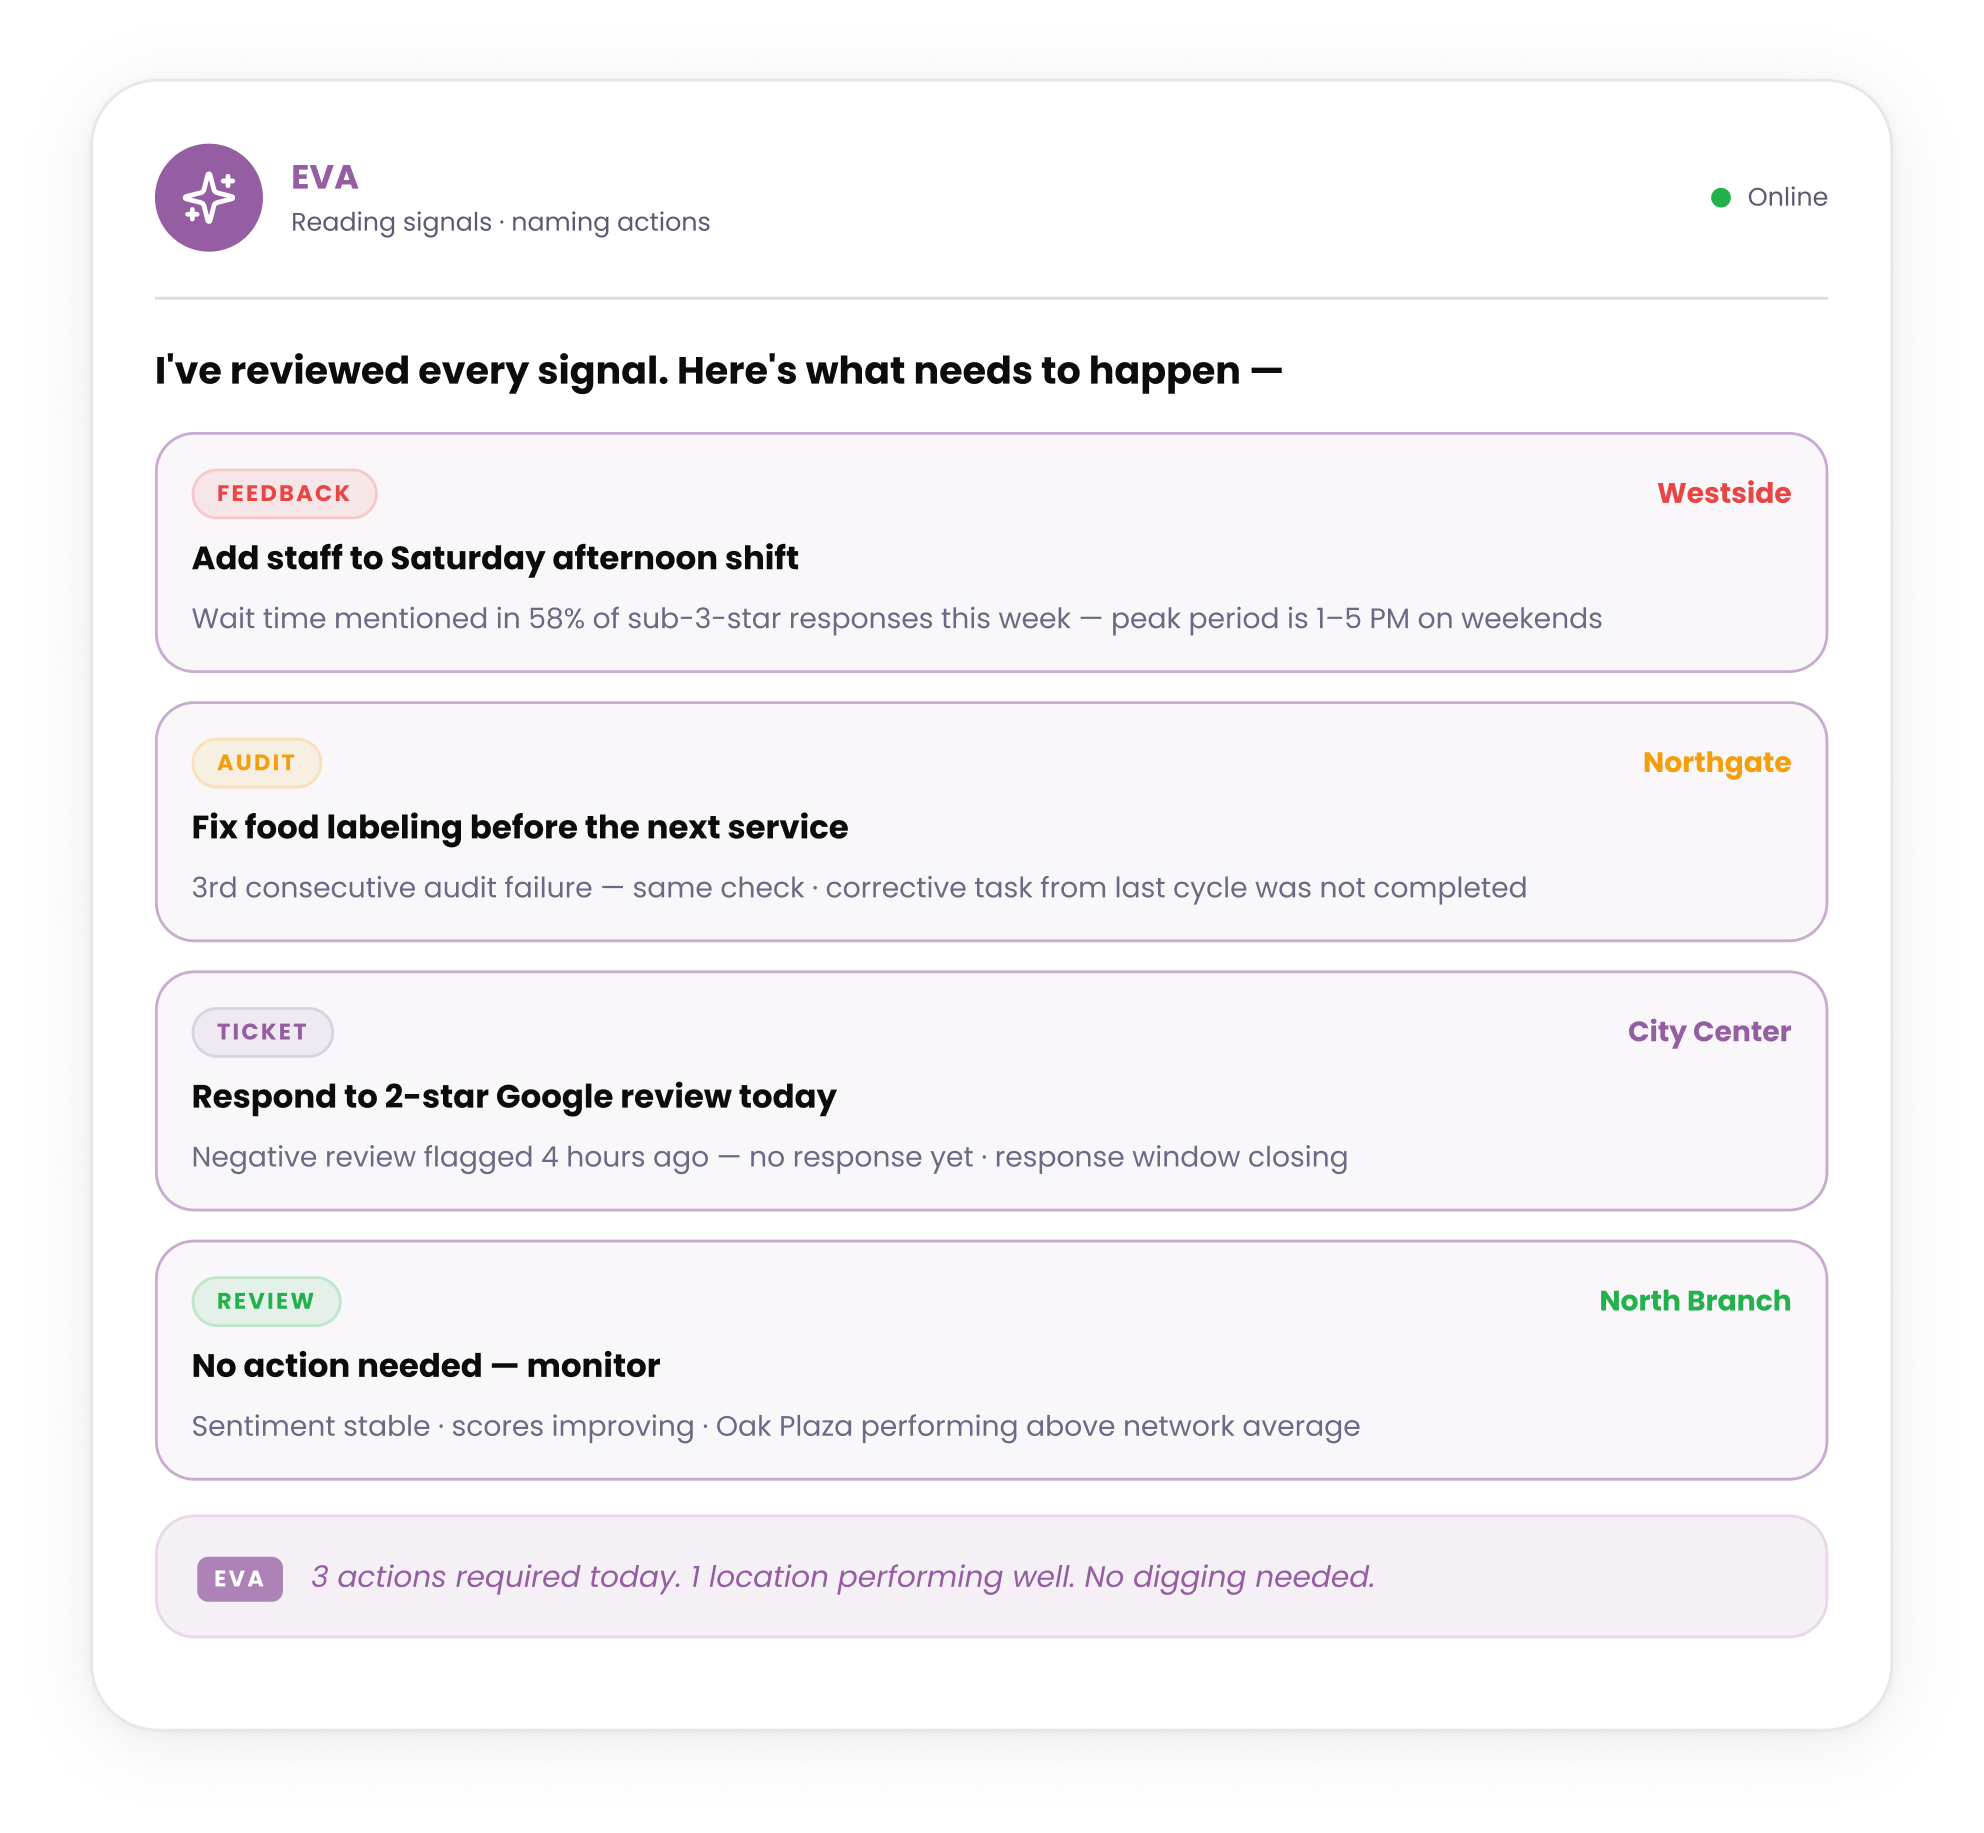 EVA
Reading signals · naming actions
Online
I've reviewed every signal. Here's what needs to happen —
FEEDBACK
Westside
Add staff to Saturday afternoon shift
Wait time mentioned in 58% of sub-3-star responses this week — peak period is 1–5 PM on weekends
AUDIT
Northgate
Fix food labeling before the next service
3rd consecutive audit failure — same check · corrective task from last cycle was not completed
TICKET
City Center
Respond to 2-star Google review today
Negative review flagged 4 hours ago — no response yet · response window closing
REVIEW
North Branch
No action needed — monitor
Sentiment stable · scores improving · Oak Plaza performing above network average
EVA
3 actions required today. 1 location performing well. No digging needed.